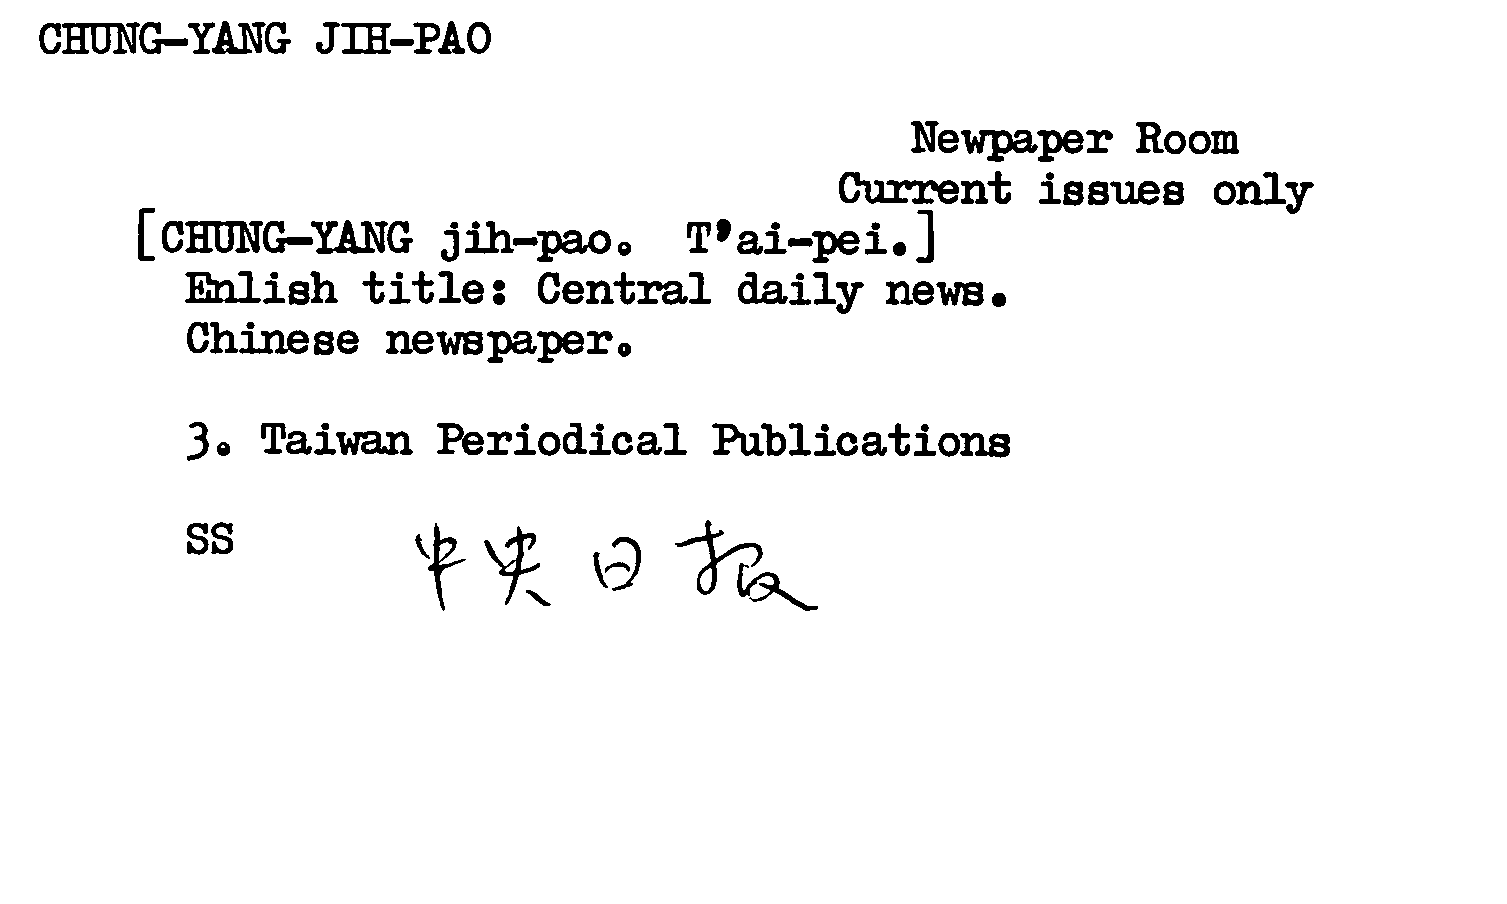 CHUNG-YANG JIH-PAO
Newpaper Room
Current issues only
[CHUNG-YANG jih-pao. T'ai-pei.]
Enlish title: Central daily news.
Chinese newspaper.
3. Taiwan Periodical Publications
SS 中央日报